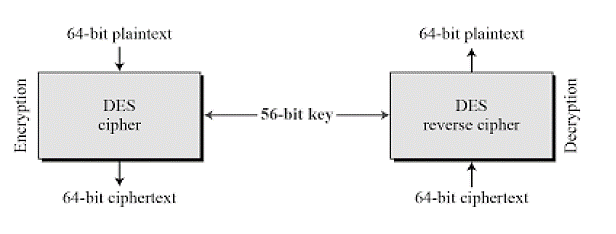 64-bit plaintext
64-bit plaintext
Encryption
DES
cipher
56-bit key
DES
reverse cipher
Decryption
64-bit ciphertext
64-bit ciphertext